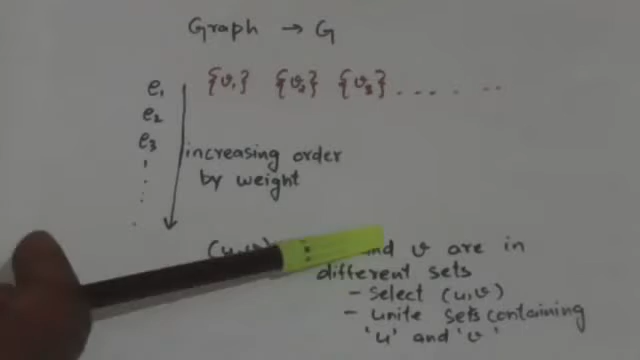 Graph → G
e₁ {v₁} {v₂} {v₃} . . . . . .
e₂
e₃
increasing order
by weight
(u,v) : and v are in
different sets
- select (u,v)
- unite sets containing
'u' and 'v'